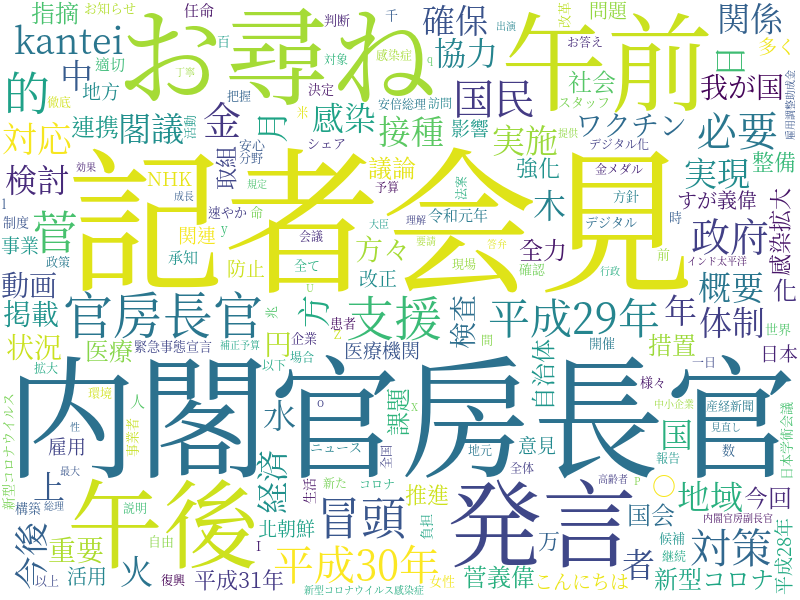 指摘
お知らせ
任命
お尋ね
判断
千
確保
出演
改革
問題
関係
kantei
適切
百
丁寧
対象
感染症
q
協力
午前
お答え
多く
日
的
中
地方
徹底
把握
決定
米
安倍総理
訪問
国民
社会
スタッフ
我が国
雇用調整助成金
対応
連携
閣議
活動
金
月
感染
接種
影響
実施
ワクチン
デジタル化
提供
必要
検討
NHK
取組
安心
分野
シェア
記者会見
議論
予算
強化
法案
金メダル
実現
整備
l
制度
事業
政策
菅
効果
成長
速やか
関連
y
規定
命
会議
大臣
理解
令和元年
方針
デジタル
すが義偉
時
感染拡大
木
承知
防止
全て
方々
改正
要請
現場
答弁
全力
確認
行政
前
インド太平洋
政府
動画
掲載
官房長官
方
U
兆
患者
支援
検査
平成29年
年
概要
化
体制
世界
状況
医療
緊急事態宣言
補正予算
円
企業
場合
医療機関
開
開催
自治体
措置
日本
拡大
新型コロナウイルス
環境
性
人
事業者
以下
Z
o
課題
X
内閣官房長官
一日
様々
中小企業
産経新聞
見直し
数
雇用
最大
水
ニュース
地元
意見
国
報告
日本学術会議
上
今後
構築
総理
午後
説明
自由
経済
生活
新た
コロナ
全国
推進
全体
発言
高齢者
p
○
地域
今回
重要
活用
以上
火
復興
北朝鮮
I
平成31年
平成30年
冒頭
負担
女性
菅義偉
こんにちは
万
国会
者
内閣官房副長官
候補
継続
対策
新型コロナ
平成28年
新型コロナウイルス感染症